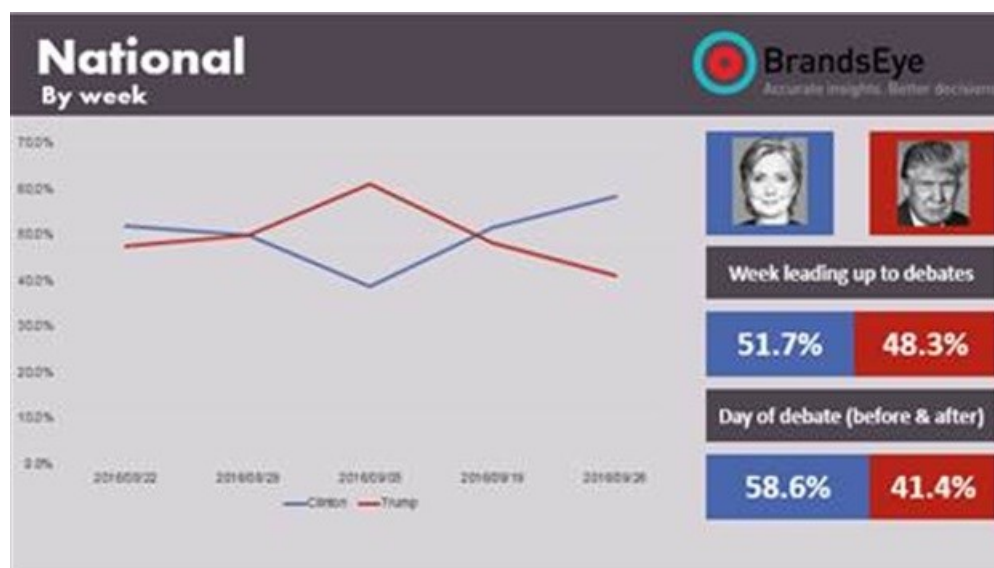 National
By week
BrandsEye
Accurate insights. Better decisions
70.0%
60.0%
50.0%
40.0%
30.0%
20.0%
10.0%
0.0%
2016/08/22
2016/08/29
2016/09/05
2016/09/19
2016/09/26
Clinton
Trump
Week leading up to debates
51.7%
48.3%
Day of debate (before & after)
58.6%
41.4%